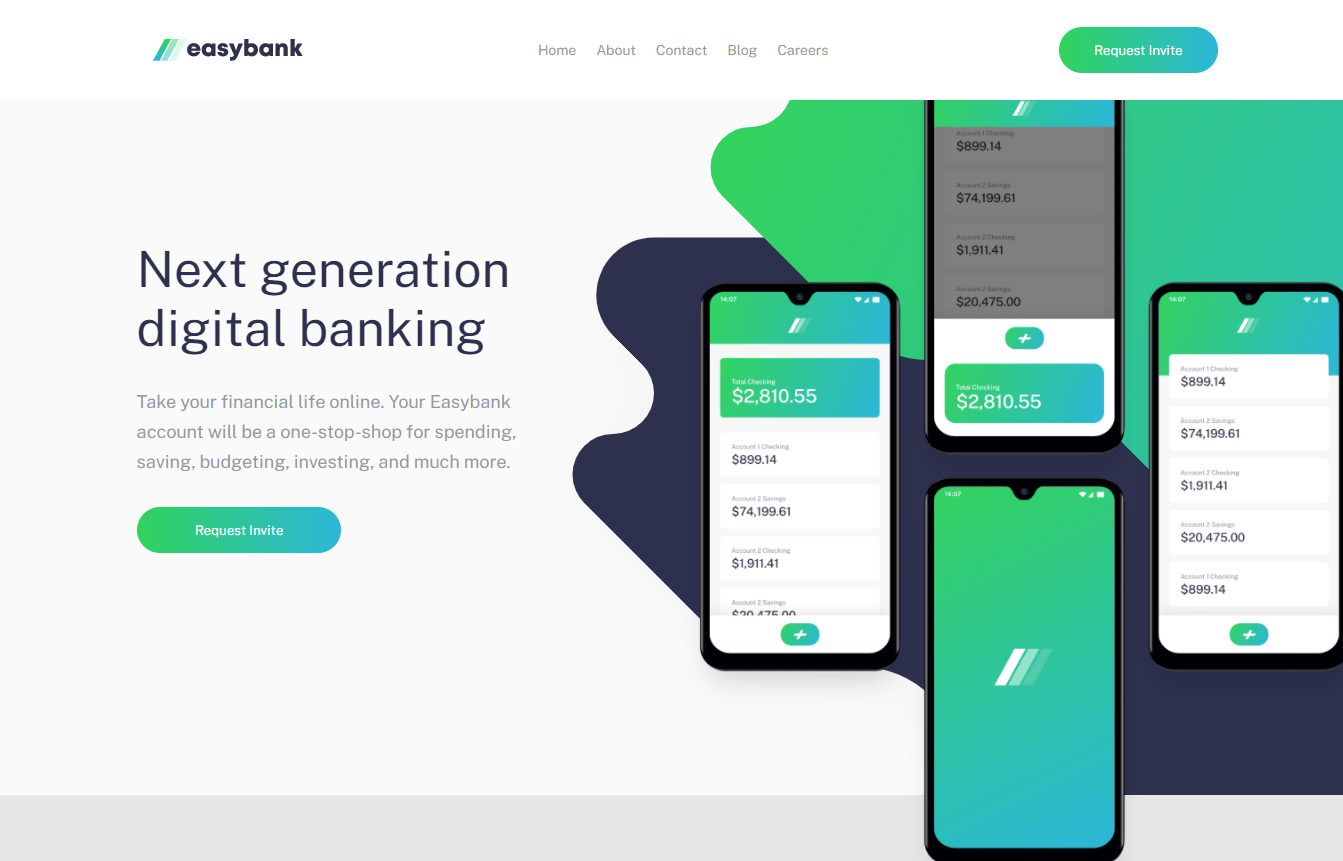 easybank
Home About Contact Blog Careers
Request Invite
Next generation
digital banking
Take your financial life online. Your Easybank
account will be a one-stop-shop for spending,
saving, budgeting, investing, and much more.
Request Invite
14:07
Total Checking
$2,810.55
Account 1 Checking
$899.14
Account 2 Savings
$74,199.61
Account 2 Checking
$1,911.41
Account 2 Savings
$20,475.00
Account 1 Checking
$899.14
Account 2 Savings
$74,199.61
Account 2 Checking
$1,911.41
Account 2 Savings
$20,475.00
Total Checking
$2,810.55
14:07
14:07
Account 1 Checking
$899.14
Account 2 Savings
$74,199.61
Account 2 Checking
$1,911.41
Account 2 Savings
$20,475.00
Account 1 Checking
$899.14